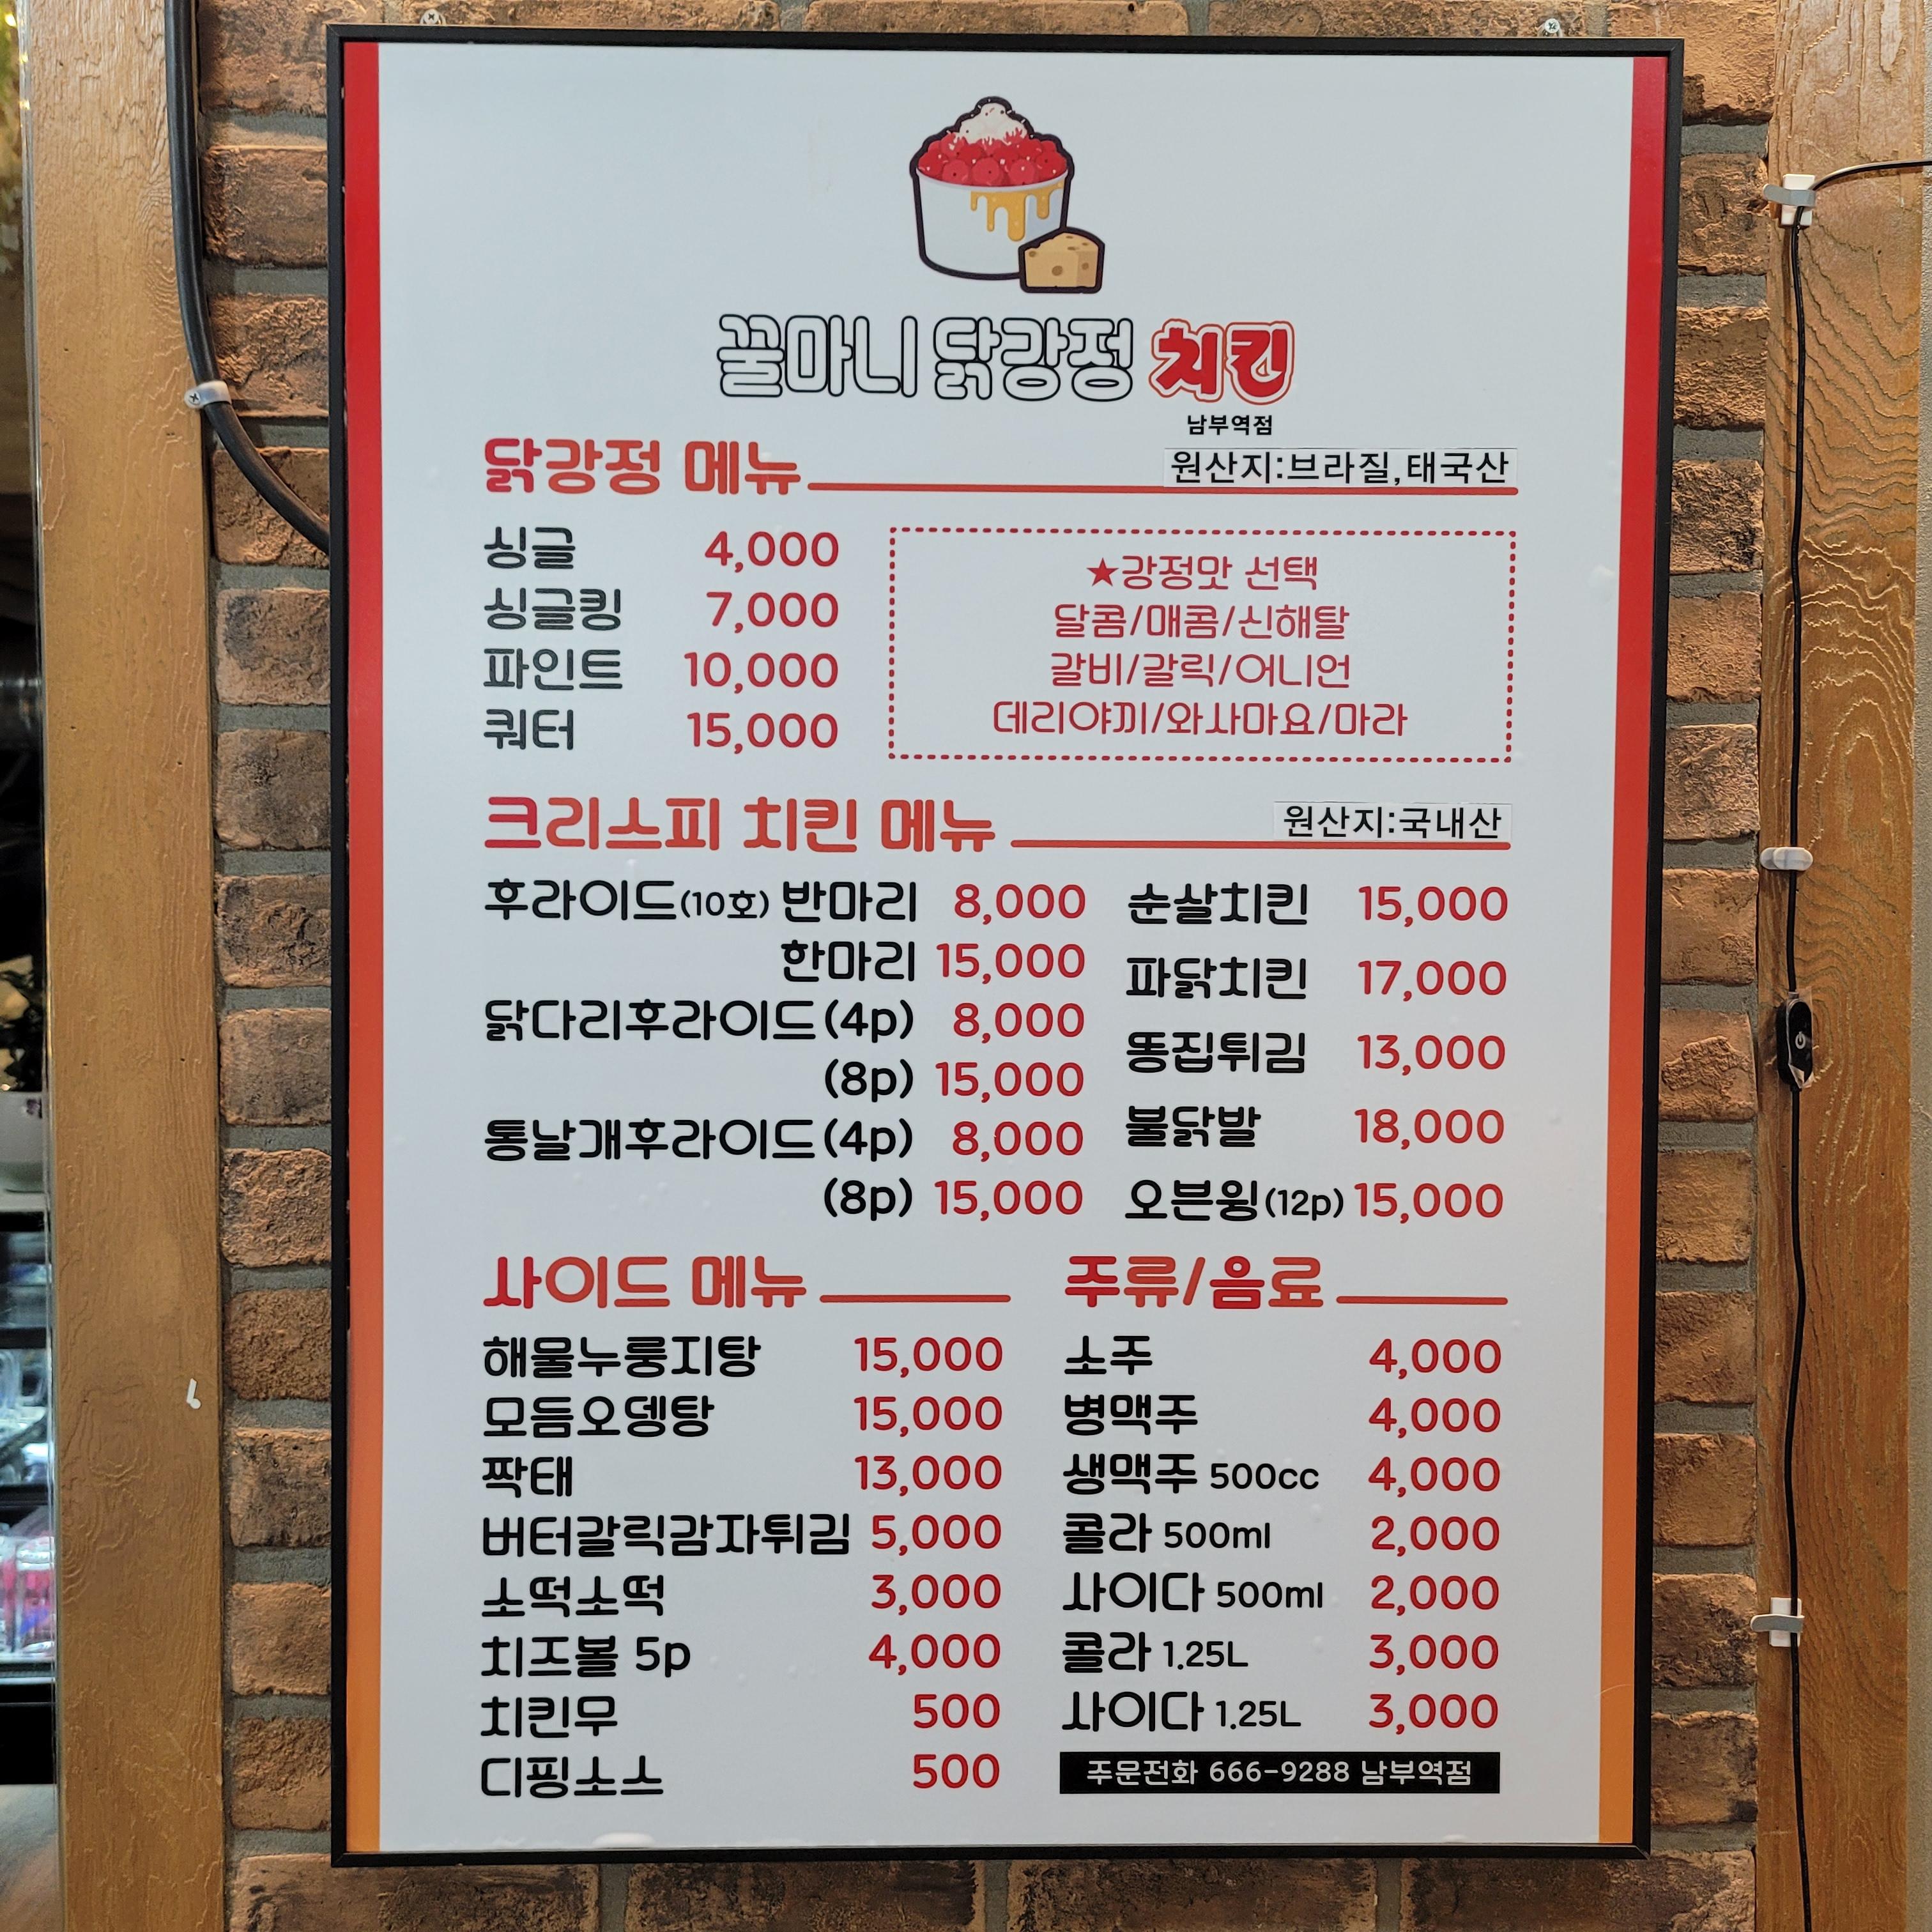 꿀마니 닭강정 치킨
남부역점
닭강정 메뉴 원산지:브라질,태국산
싱글 4,000
싱글킹 7,000
파인트 10,000
쿼터 15,000
★강정맛 선택
달콤/매콤/신해탈
갈비/갈릭/어니언
데리야끼/와사마요/마라
크리스피 치킨 메뉴 원산지:국내산
후라이드(10호) 반마리 8,000
한마리 15,000
닭다리후라이드(4p) 8,000
(8p) 15,000
통날개후라이드(4p) 8,000
(8p) 15,000
순살치킨 15,000
파닭치킨 17,000
똥집튀김 13,000
불닭발 18,000
오븐윙(12p) 15,000
사이드 메뉴
해물누룽지탕 15,000
모듬오뎅탕 15,000
짝태 13,000
버터갈릭감자튀김 5,000
소떡소떡 3,000
치즈볼 5p 4,000
치킨무 500
디핑소스 500
주류/음료
소주 4,000
병맥주 4,000
생맥주 500cc 4,000
콜라 500ml 2,000
사이다 500ml 2,000
콜라 1.25L 3,000
사이다 1.25L 3,000
주문전화 666-9288 남부역점